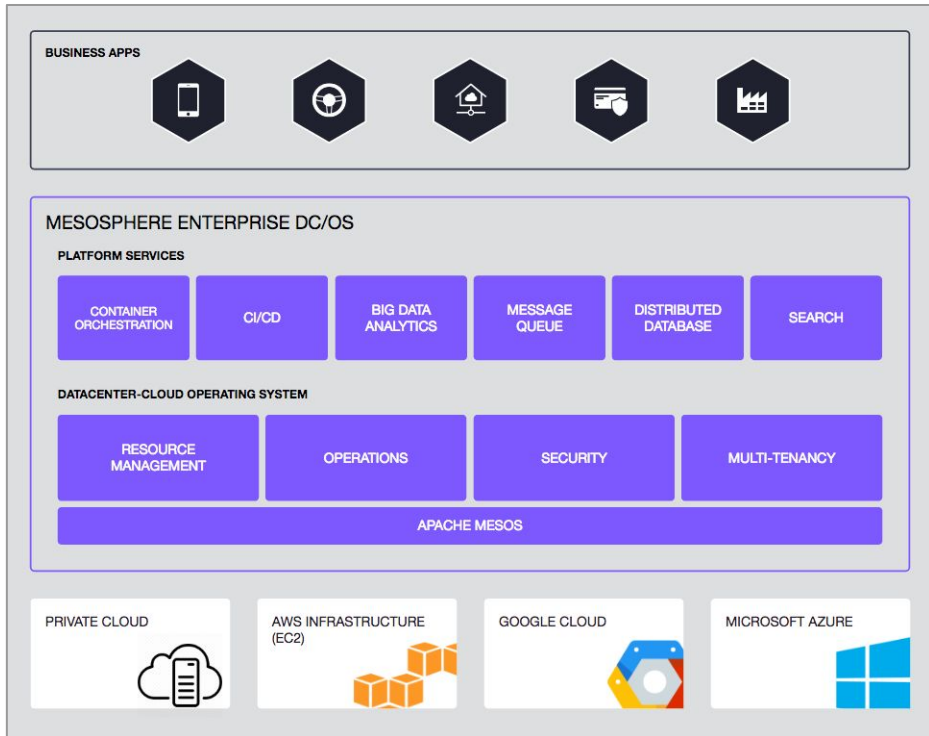 BUSINESS APPS
MESOSPHERE ENTERPRISE DC/OS
PLATFORM SERVICES
CONTAINER
ORCHESTRATION
CI/CD
BIG DATA
ANALYTICS
MESSAGE
QUEUE
DISTRIBUTED
DATABASE
SEARCH
DATACENTER-CLOUD OPERATING SYSTEM
RESOURCE
MANAGEMENT
OPERATIONS
SECURITY
MULTI-TENANCY
APACHE MESOS
PRIVATE CLOUD
AWS INFRASTRUCTURE
(EC2)
GOOGLE CLOUD
MICROSOFT AZURE